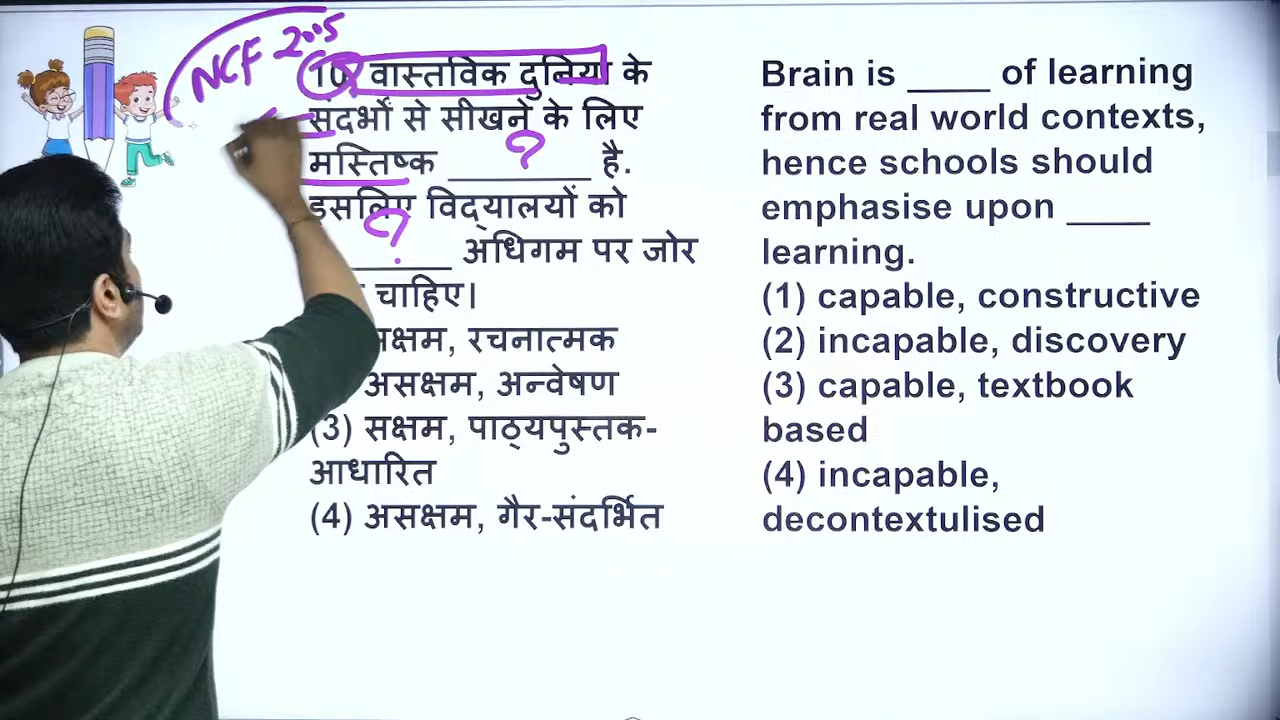 NCF 2005
10. वास्तविक दुनिया के
संदर्भों से सीखने के लिए
मस्तिष्क ________ है.
?
इसलिए विद्यालयों को
?
______ अधिगम पर जोर
चाहिए।
सक्षम, रचनात्मक
असक्षम, अन्वेषण
(3) सक्षम, पाठ्यपुस्तक-
आधारित
(4) असक्षम, गैर-संदर्भित
Brain is ____ of learning
from real world contexts,
hence schools should
emphasise upon ____
learning.
(1) capable, constructive
(2) incapable, discovery
(3) capable, textbook
based
(4) incapable,
decontextulised